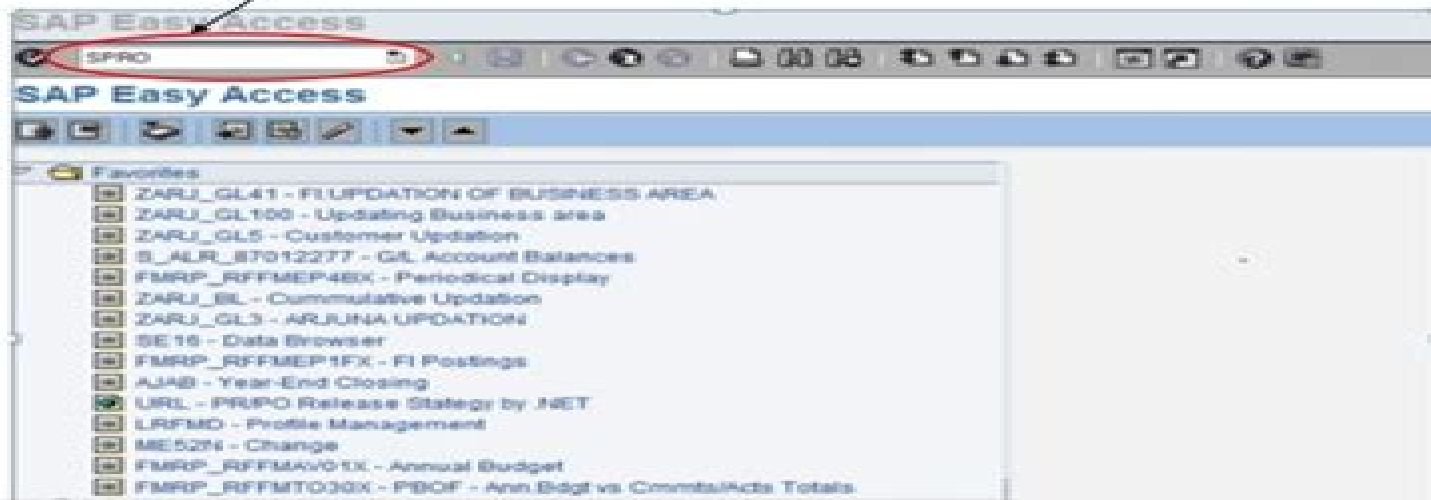 SAP Easy Access
SPRO
SAP Easy Access
Favorites
ZARJ_GL41 - FI UPDATION OF BUSINESS AREA
ZARJ_GL100 - Updating Business area
ZARJ_GL5 - Customer Updation
S_ALR_87012277 - G/L Account Balances
FMRP_RFFMEP4BX - Periodical Display
ZARJ_BL - Cummulative Updation
ZARJ_GL3 - ARJUNA UPDATION
SE16 - Data Browser
FMRP_RFFMEP1FX - FI Postings
AJAB - Year-End Closing
URL - PR/PO Release Stategy by JNET
LRFMD - Profile Management
ME52N - Change
FMRP_RFFMAV01X - Annual Budget
FMRP_RFFMTO30X - PBOF - Ann.Bdgt vs Cmmts/Acts Totals